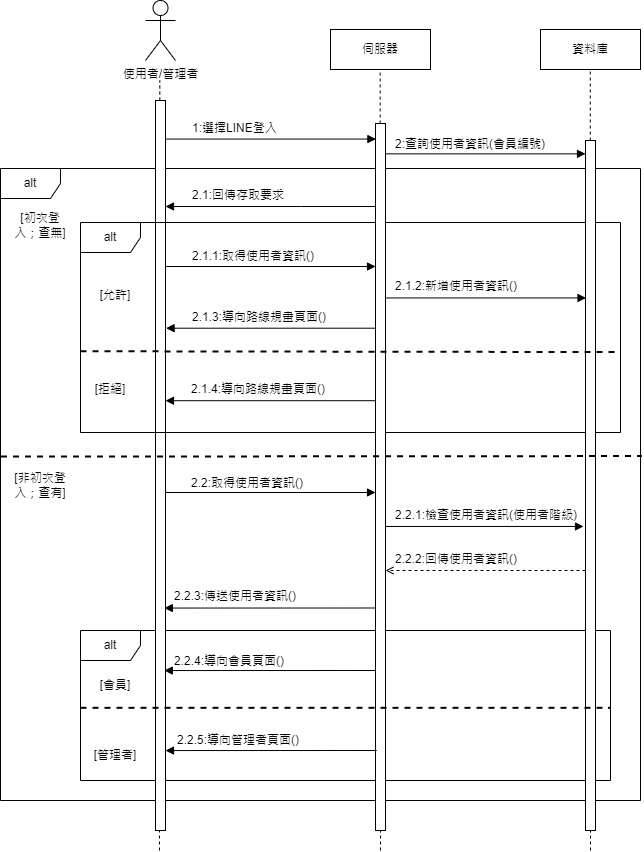 使用者/管理者
伺服器
資料庫
1:選擇LINE登入
2:查詢使用者資訊(會員編號)
alt
2.1:回傳存取要求
[初次登
入；查無]
alt
2.1.1:取得使用者資訊()
[允許]
2.1.2:新增使用者資訊()
2.1.3:導向路線規畫頁面()
[拒絕]
2.1.4:導向路線規畫頁面()
[非初次登
入；查有]
2.2:取得使用者資訊()
2.2.1:檢查使用者資訊(使用者階級)
2.2.2:回傳使用者資訊()
2.2.3:傳送使用者資訊()
alt
2.2.4:導向會員頁面()
[會員]
2.2.5:導向管理者頁面()
[管理者]